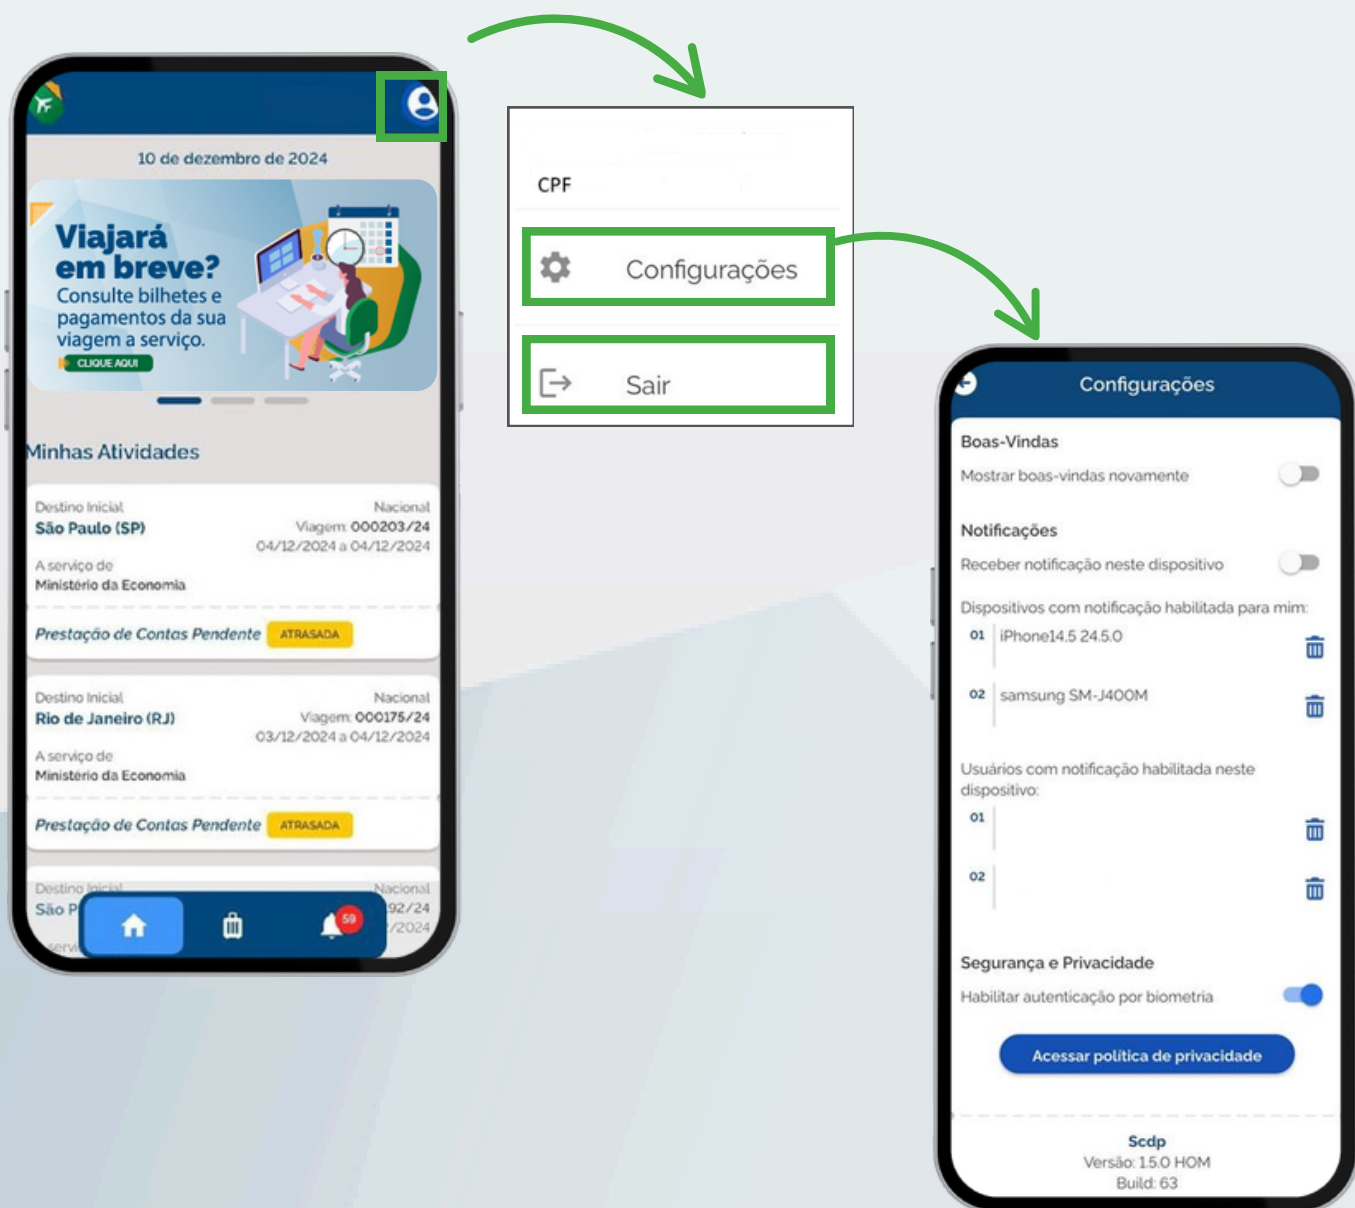 10 de dezembro de 2024
Viajará
em breve?
Consulte bilhetes e
pagamentos da sua
viagem a serviço.
CLIQUE AQUI
Minhas Atividades
Destino Inicial Nacional
São Paulo (SP) Viagem: 000203/24
04/12/2024 a 04/12/2024
A serviço de
Ministério da Economia
Prestação de Contas Pendente ATRASADA
Destino Inicial Nacional
Rio de Janeiro (RJ) Viagem: 000175/24
03/12/2024 a 04/12/2024
A serviço de
Ministério da Economia
Prestação de Contas Pendente ATRASADA
Destino Inicial Nacional
São P 92/24
59 /2024
CPF
Configurações
Sair
Configurações
Boas-Vindas
Mostrar boas-vindas novamente
Notificações
Receber notificação neste dispositivo
Dispositivos com notificação habilitada para mim:
01 iPhone14,5 24.5.0
02 samsung SM-J400M
Usuários com notificação habilitada neste
dispositivo:
01
02
Segurança e Privacidade
Habilitar autenticação por biometria
Acessar política de privacidade
Scdp
Versão: 1.5.0 HOM
Build: 63